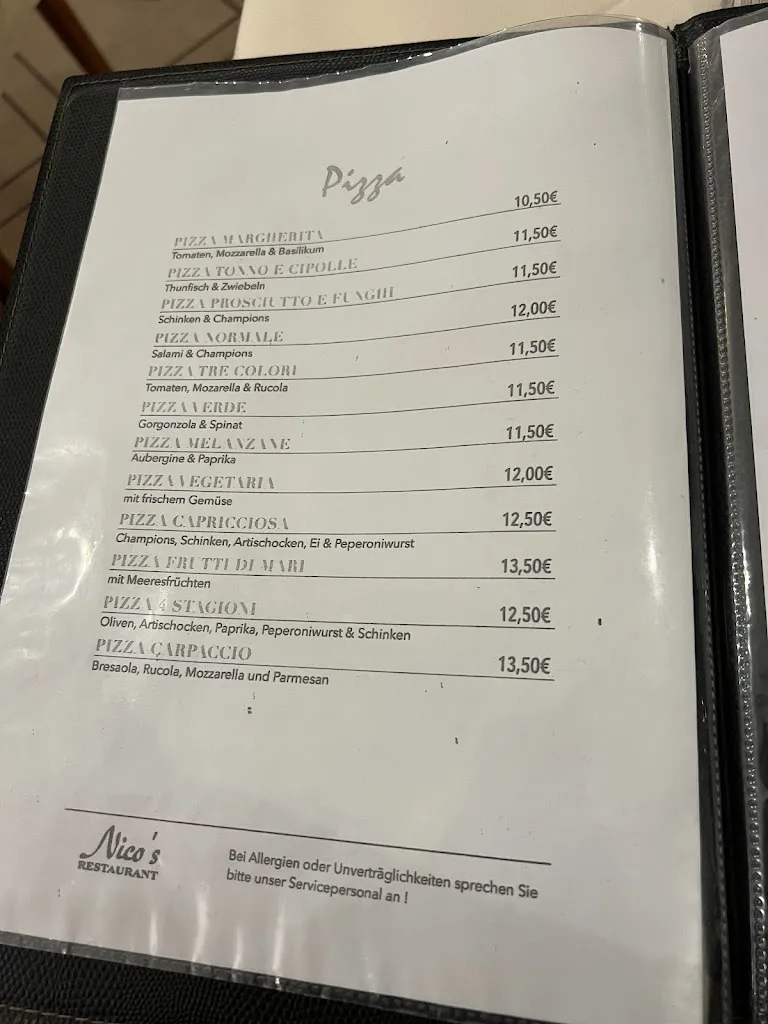 Pizza
PIZZA MARGHERITA 10,50€
Tomaten, Mozzarella & Basilikum
PIZZA TONNO E CIPOLLE 11,50€
Thunfisch & Zwiebeln
PIZZA PROSCIUTTO E FUNGHI 11,50€
Schinken & Champions
PIZZA NORMALE 12,00€
Salami & Champions
PIZZA TRE COLORI 11,50€
Tomaten, Mozarella & Rucola
PIZZA VERDE 11,50€
Gorgonzola & Spinat
PIZZA MELANZANE 11,50€
Aubergine & Paprika
PIZZA VEGETARIA 12,00€
mit frischem Gemüse
PIZZA CAPRICCIOSA 12,50€
Champions, Schinken, Artischocken, Ei & Peperoniwurst
PIZZA FRUTTI DI MARI 13,50€
mit Meeresfrüchten
PIZZA 4 STAGIONI 12,50€
Oliven, Artischocken, Paprika, Peperoniwurst & Schinken
PIZZA CARPACCIO 13,50€
Bresaola, Rucola, Mozzarella und Parmesan
Nico's
RESTAURANT
Bei Allergien oder Unverträglichkeiten sprechen Sie
bitte unser Servicepersonal an !